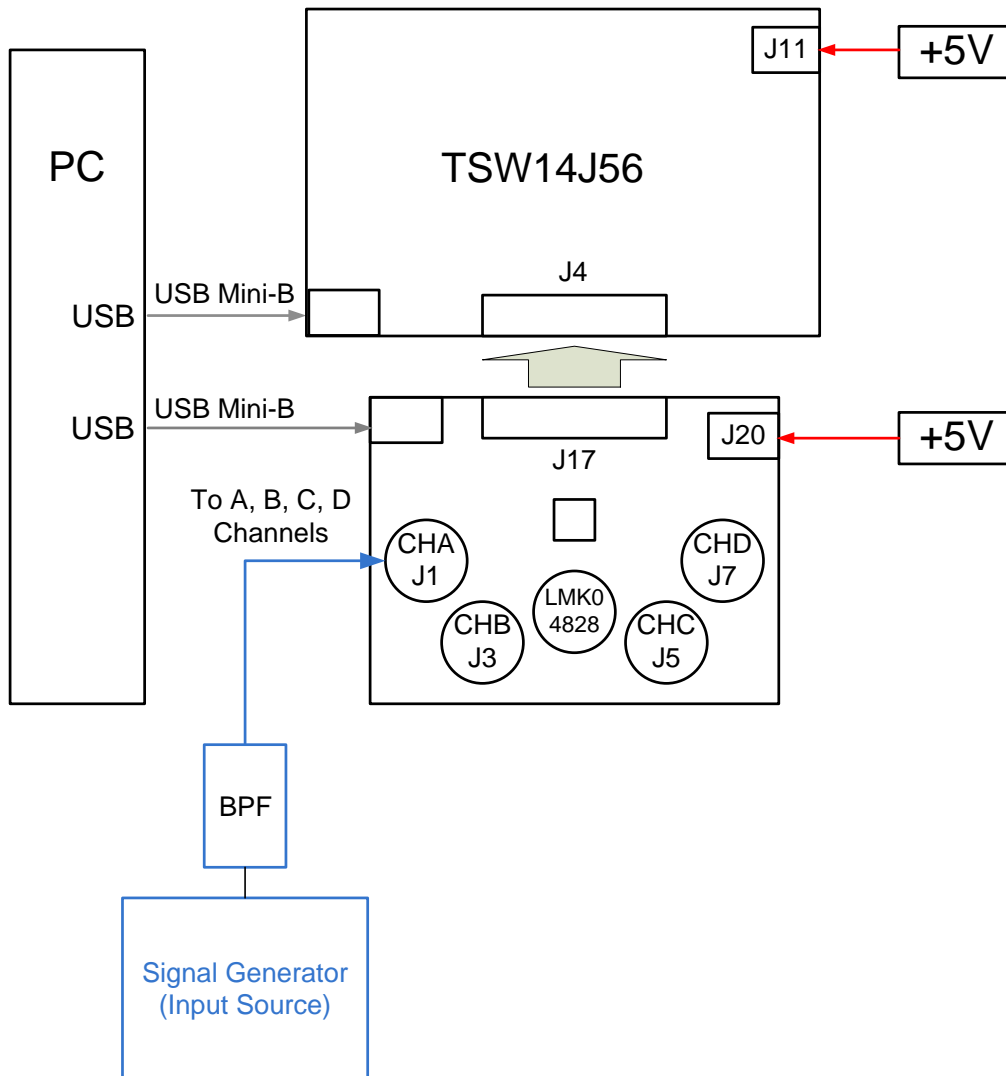 J11
+5V
PC
TSW14J56
J4
USB Mini-B
USB
USB Mini-B
USB
J20
+5V
J17
To A, B, C, D
Channels
CHA
J1
CHD
J7
LMK0
4828
CHB
J3
CHC
J5
BPF
Signal Generator
(Input Source)